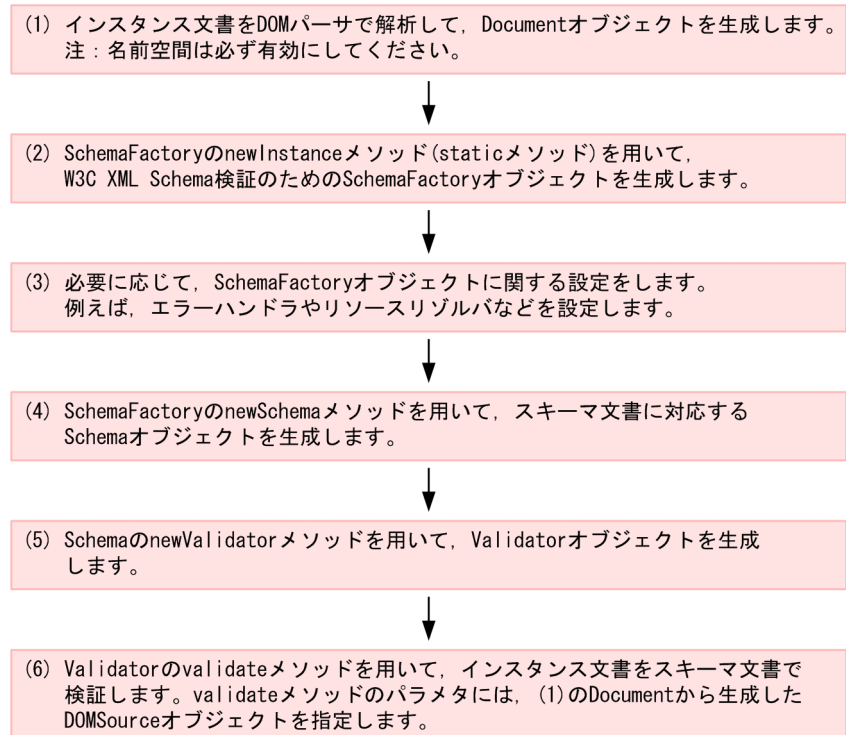 (1) インスタンス文書をDOMパーサで解析して，Documentオブジェクトを生成します。
注：名前空間は必ず有効にしてください。
(2) SchemaFactoryのnewInstanceメソッド(staticメソッド)を用いて，
W3C XML Schema検証のためのSchemaFactoryオブジェクトを生成します。
(3) 必要に応じて，SchemaFactoryオブジェクトに関する設定をします。
例えば，エラーハンドラやリソースリゾルバなどを設定します。
(4) SchemaFactoryのnewSchemaメソッドを用いて，スキーマ文書に対応する
Schemaオブジェクトを生成します。
(5) SchemaのnewValidatorメソッドを用いて，Validatorオブジェクトを生成
します。
(6) Validatorのvalidateメソッドを用いて，インスタンス文書をスキーマ文書で
検証します。validateメソッドのパラメタには，(1)のDocumentから生成した
DOMSourceオブジェクトを指定します。